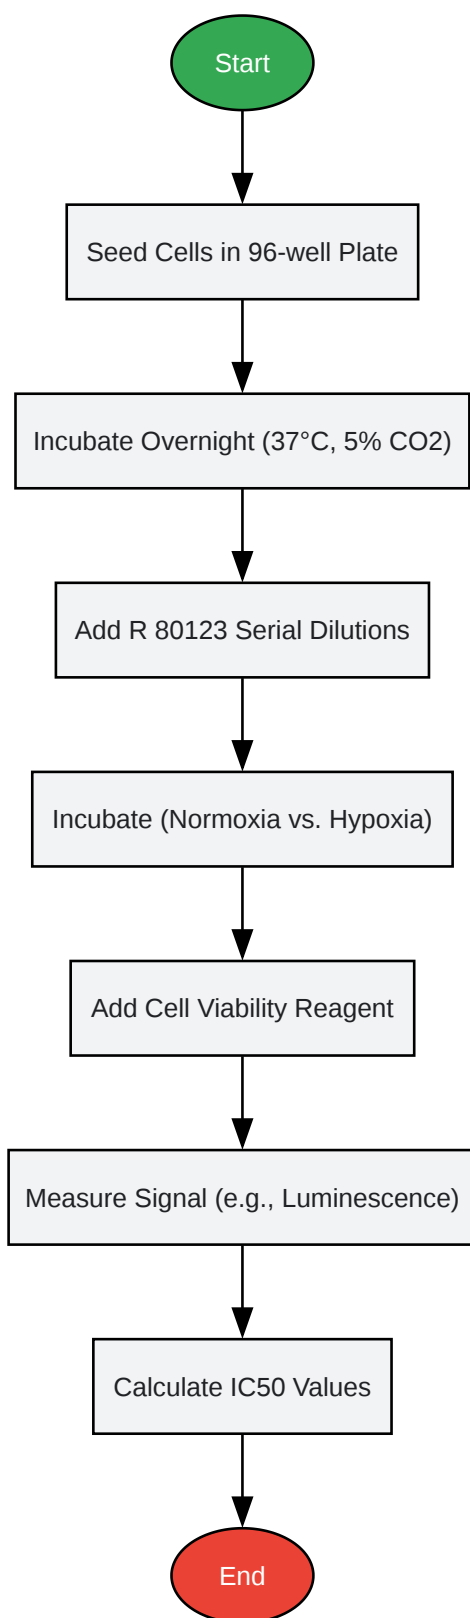 Start
Seed Cells in 96-well Plate
Incubate Overnight (37°C, 5% CO2)
Add R 80123 Serial Dilutions
Incubate (Normoxia vs. Hypoxia)
Add Cell Viability Reagent
Measure Signal (e.g., Luminescence)
Calculate IC50 Values
End